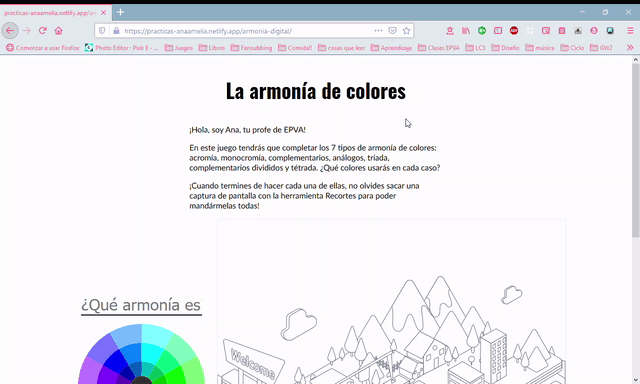 practicas-anaamelia.netlify.app/ar
https://practicas-anaamelia.netlify.app/armonia-digital/
Comenzar a usar Firefox
Photo Editor : Pixlr E -
Juegos
Libros
Fansubbing
Comida!!
cosas que leer
Aprendizaje
Clases EPVA
LCS
Diseño
música
Ciclo
La armonía de colores
¡Hola, soy Ana, tu profe de EPVA!
En este juego tendrás que completar los 7 tipos de armonía de colores:
acromía, monocromía, complementarios, análogos, tríada,
complementarios divididos y tétrada. ¿Qué colores usarás en cada caso?
¡Cuando termines de hacer cada una de ellas, no olvides sacar una
captura de pantalla con la herramienta Recortes para poder
mandármelas todas!
¿Qué armonía es
Welcome